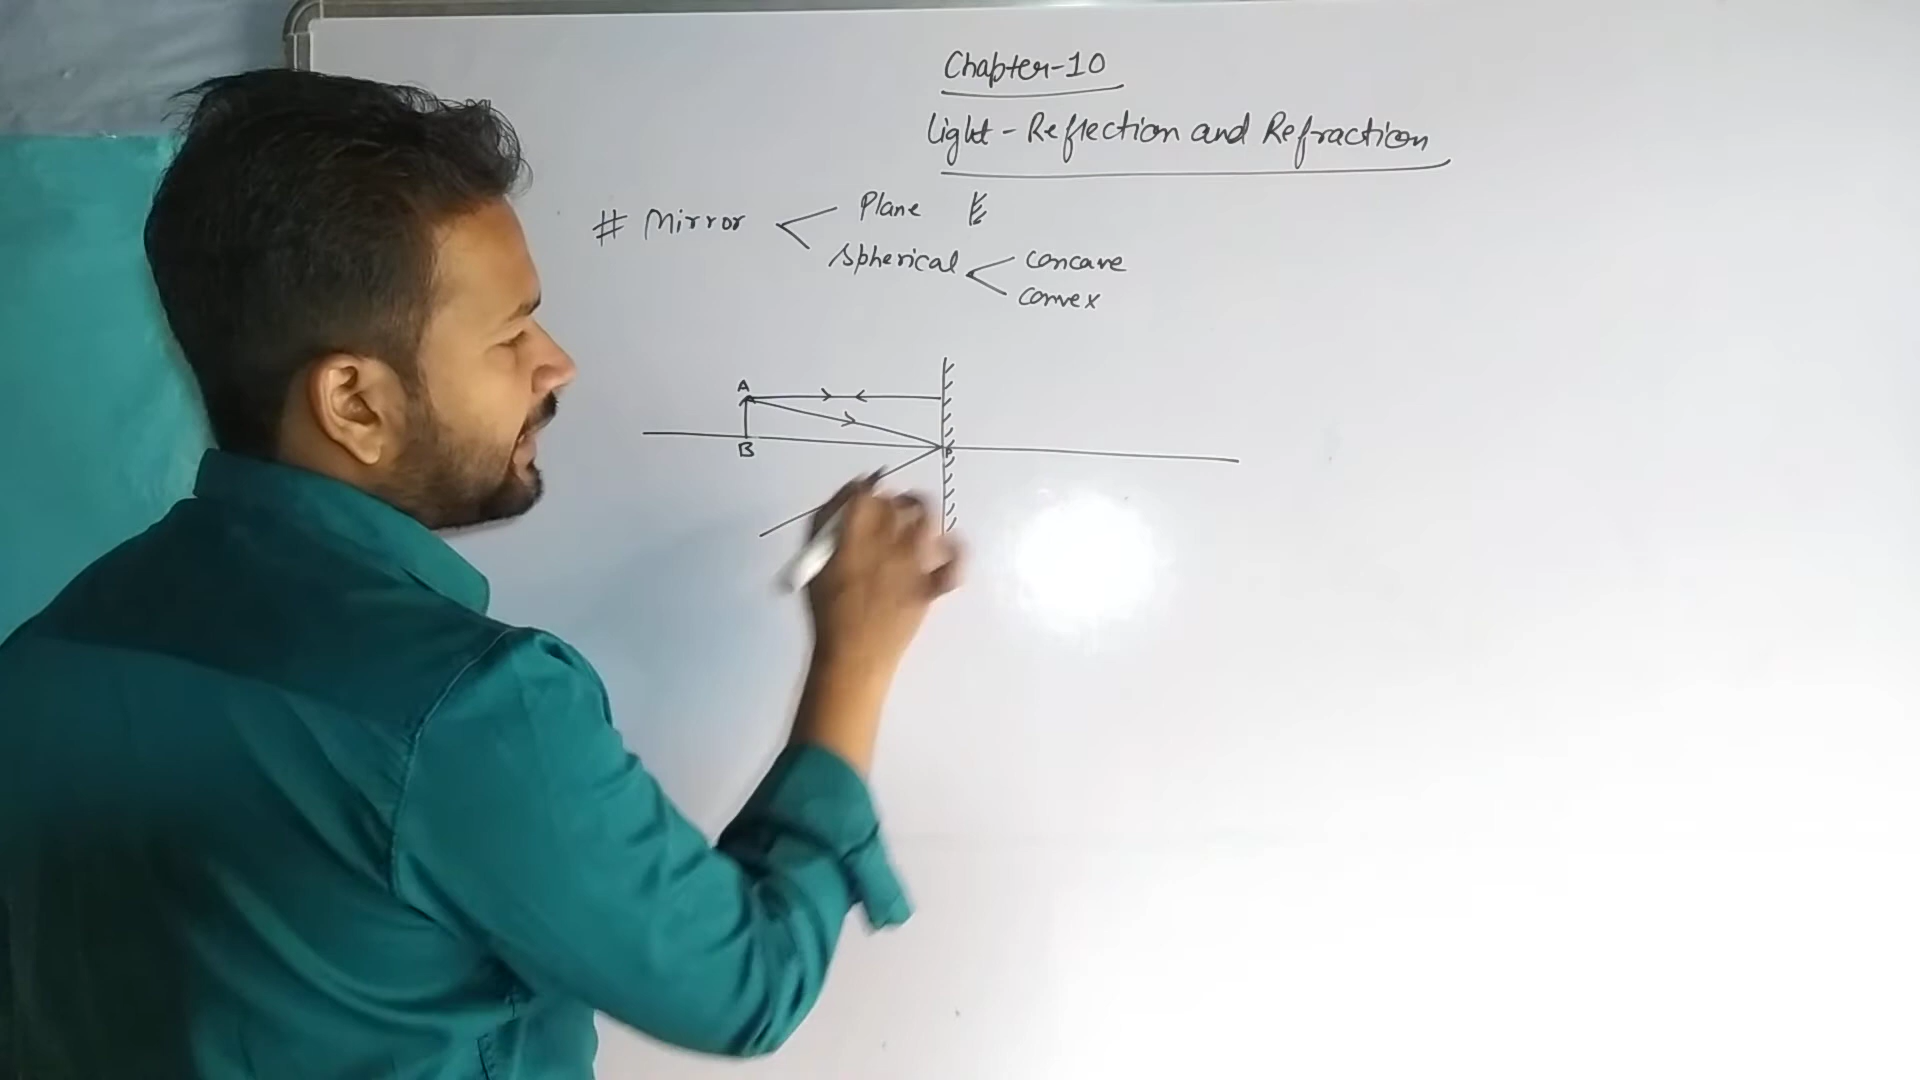 Chapter-10
Light - Reflection and Refraction
# Mirror
Plane
Spherical
concave
convex
A
B